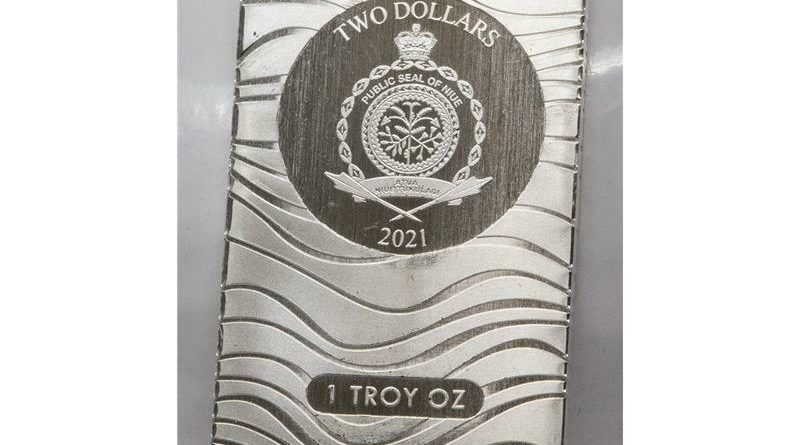 TWO DOLLARS
PUBLIC SEAL OF NIUE
ATUA
NIUE TUKULAGI
2021
1 TROY OZ